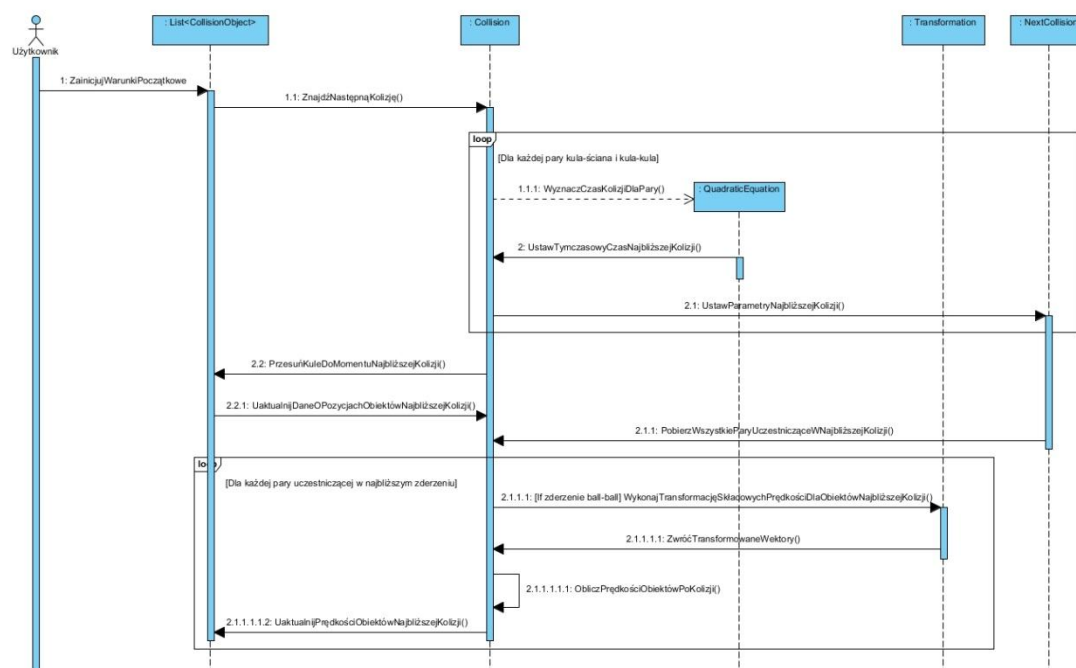 : List<CollisionObject>
: Collision
: Transformation
: NextCollision
Użytkownik
1: ZainicjujWarunkiPoczątkowe
1.1: ZnajdźNastępnąKolizję()
loop
[Dla każdej pary kula-ściana i kula-kula]
1.1.1: WyznaczCzasKolizjiDlaPary()
: QuadraticEquation
2: UstawTymczasowyCzasNajbliższejKolizji()
2.1: UstawParametryNajbliższejKolizji()
2.2: PrzesuńKuleDoMomentuNajbliższejKolizji()
2.2.1: UaktualnijDaneOPozycjachObiektówNajbliższejKolizji()
2.1.1: PobierzWszystkieParyUczestnicząceWNajbliższejKolizji()
loop
[Dla każdej pary uczestniczącej w najbliższym zderzeniu]
2.1.1.1: [If zderzenie ball-ball] WykonajTransformacjęSkładowychPrędkościDlaObiektówNajbliższejKolizji()
2.1.1.1.1: ZwróćTransformowaneWektory()
2.1.1.1.1.1: ObliczPrędkościObiektówPoKolizji()
2.1.1.1.1.2: UaktualnijPrędkościObiektówNajbliższejKolizji()